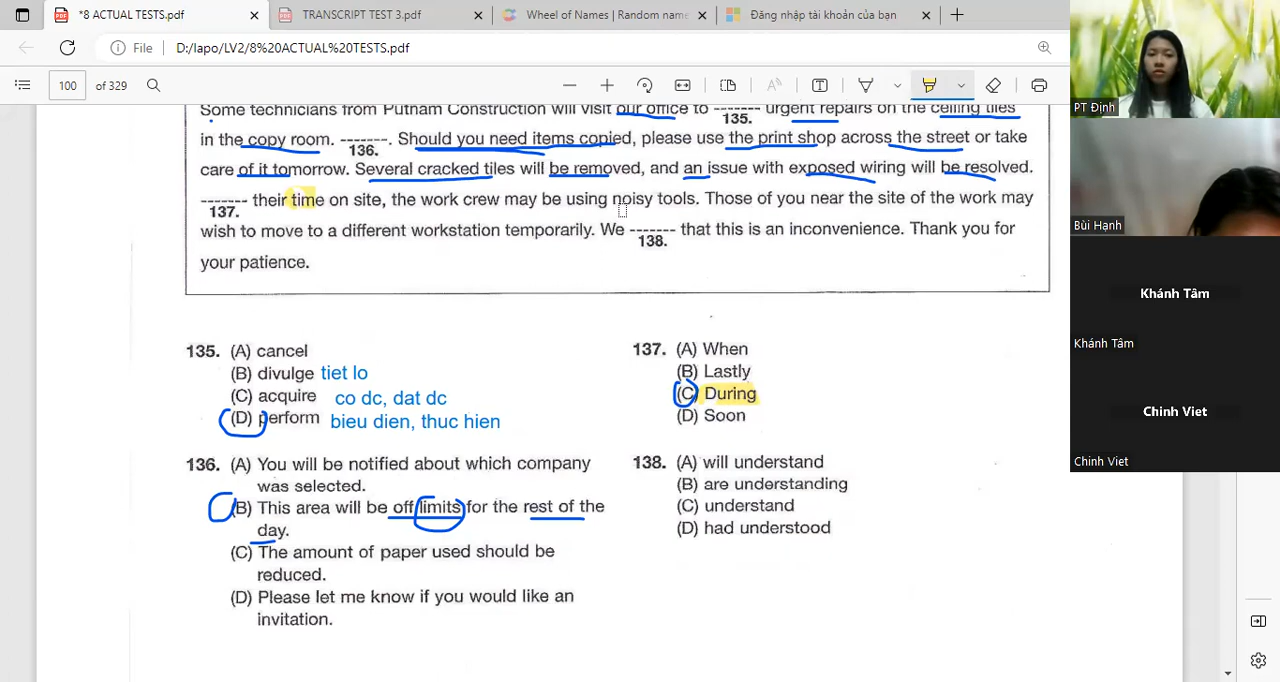 *8 ACTUAL TESTS.pdf
TRANSCRIPT TEST 3.pdf
Wheel of Names | Random name
Đăng nhập tài khoản của bạn
File
D:/lapo/LV2/8%20ACTUAL%20TESTS.pdf
100 of 329
Some technicians from Putnam Construction will visit our office to ------- urgent repairs on the ceiling tiles
135.
in the copy room. -------. Should you need items copied, please use the print shop across the street or take
136.
care of it tomorrow. Several cracked tiles will be removed, and an issue with exposed wiring will be resolved.
------- their time on site, the work crew may be using noisy tools. Those of you near the site of the work may
137.
wish to move to a different workstation temporarily. We ------- that this is an inconvenience. Thank you for
138.
your patience.
135. (A) cancel
(B) divulge tiet lo
(C) acquire co dc, dat dc
(D) perform bieu dien, thuc hien
136. (A) You will be notified about which company
was selected.
(B) This area will be off limits for the rest of the
day.
(C) The amount of paper used should be
reduced.
(D) Please let me know if you would like an
invitation.
137. (A) When
(B) Lastly
(C) During
(D) Soon
138. (A) will understand
(B) are understanding
(C) understand
(D) had understood
PT Định
Bùi Hạnh
Khánh Tâm
Khánh Tâm
Chinh Viet
Chinh Viet